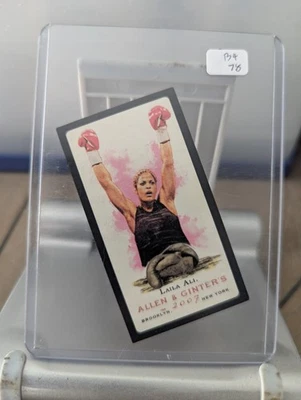 B4
78
LAILA ALI.
ALLEN & GINTER'S
BROOKLYN 2007 NEW YORK